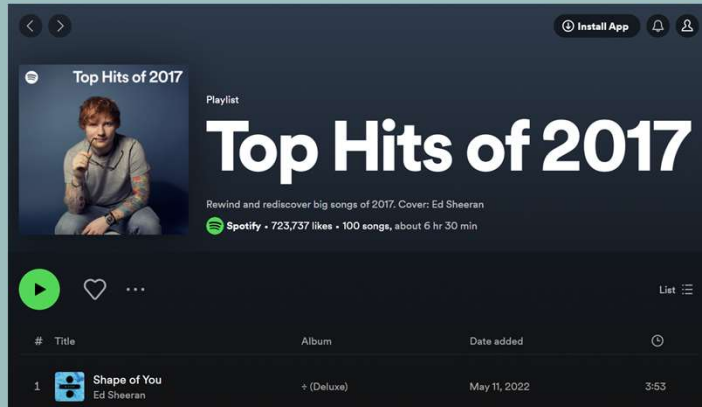 Install App
Top Hits of 2017
Playlist
Top Hits of 2017
Rewind and rediscover big songs of 2017. Cover: Ed Sheeran
Spotify • 723,737 likes • 100 songs, about 6 hr 30 min
List
# Title Album Date added
1 Shape of You ÷ (Deluxe) May 11, 2022 3:53
Ed Sheeran